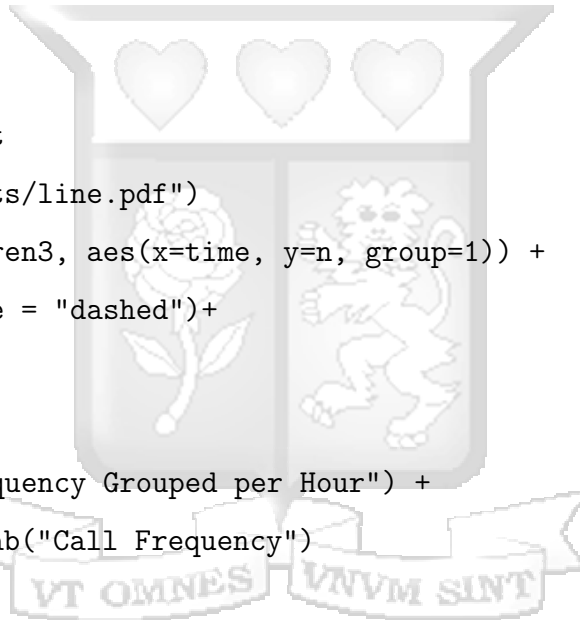 ts/line.pdf")
ren3, aes(x=time, y=n, group=1)) +
e = "dashed")+
quency Grouped per Hour") +
ab("Call Frequency")
VT OMNES VNVM SINT